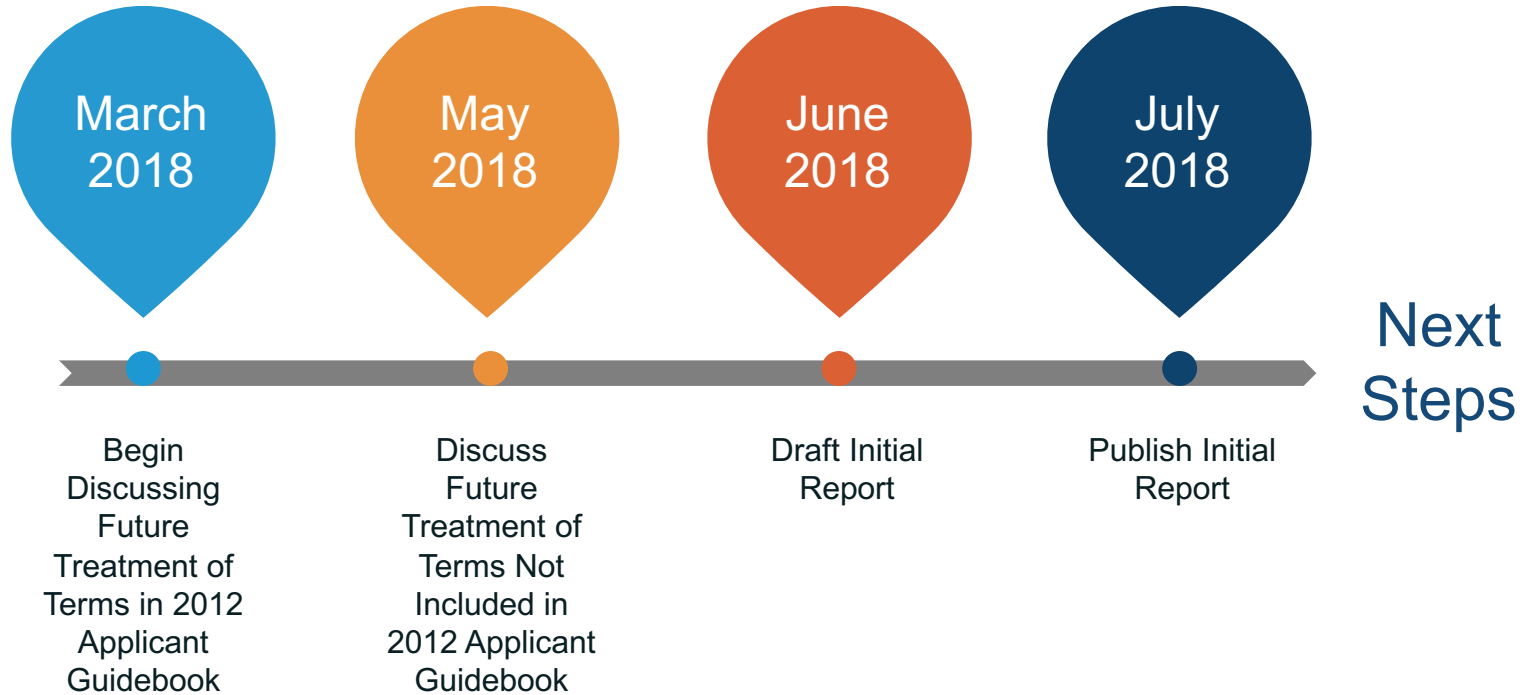 March
2018
May
2018
June
2018
July
2018
Next
Steps
Begin
Discussing
Future
Treatment of
Terms in 2012
Applicant
Guidebook
Discuss
Future
Treatment of
Terms Not
Included in
2012 Applicant
Guidebook
Draft Initial
Report
Publish Initial
Report